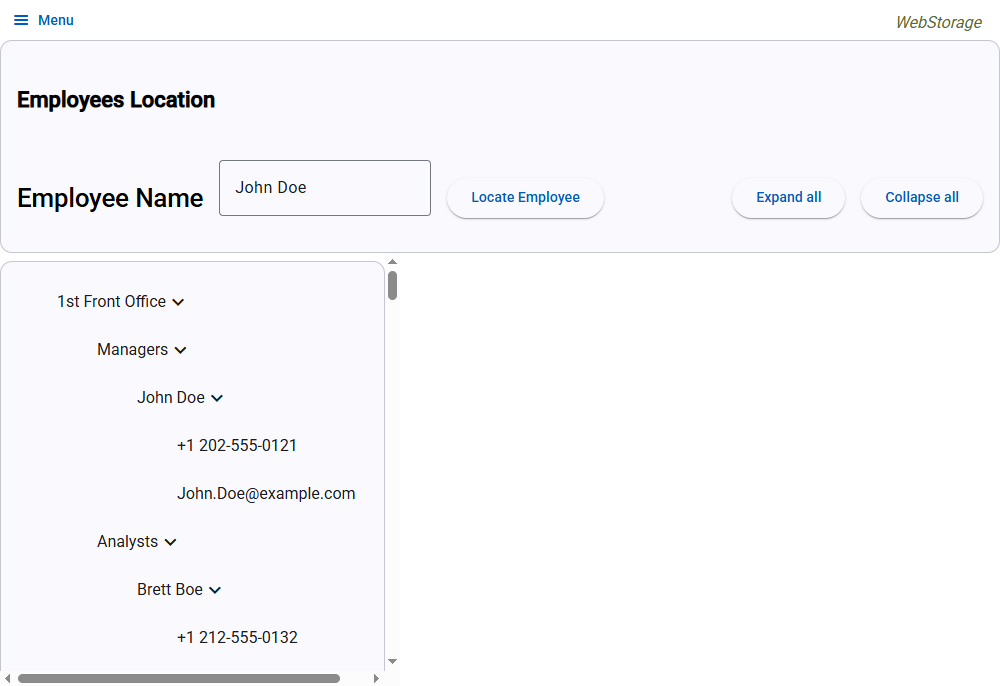 Menu
WebStorage
Employees Location
Employee Name
John Doe
Locate Employee
Expand all
Collapse all
1st Front Office
Managers
John Doe
+1 202-555-0121
John.Doe@example.com
Analysts
Brett Boe
+1 212-555-0132